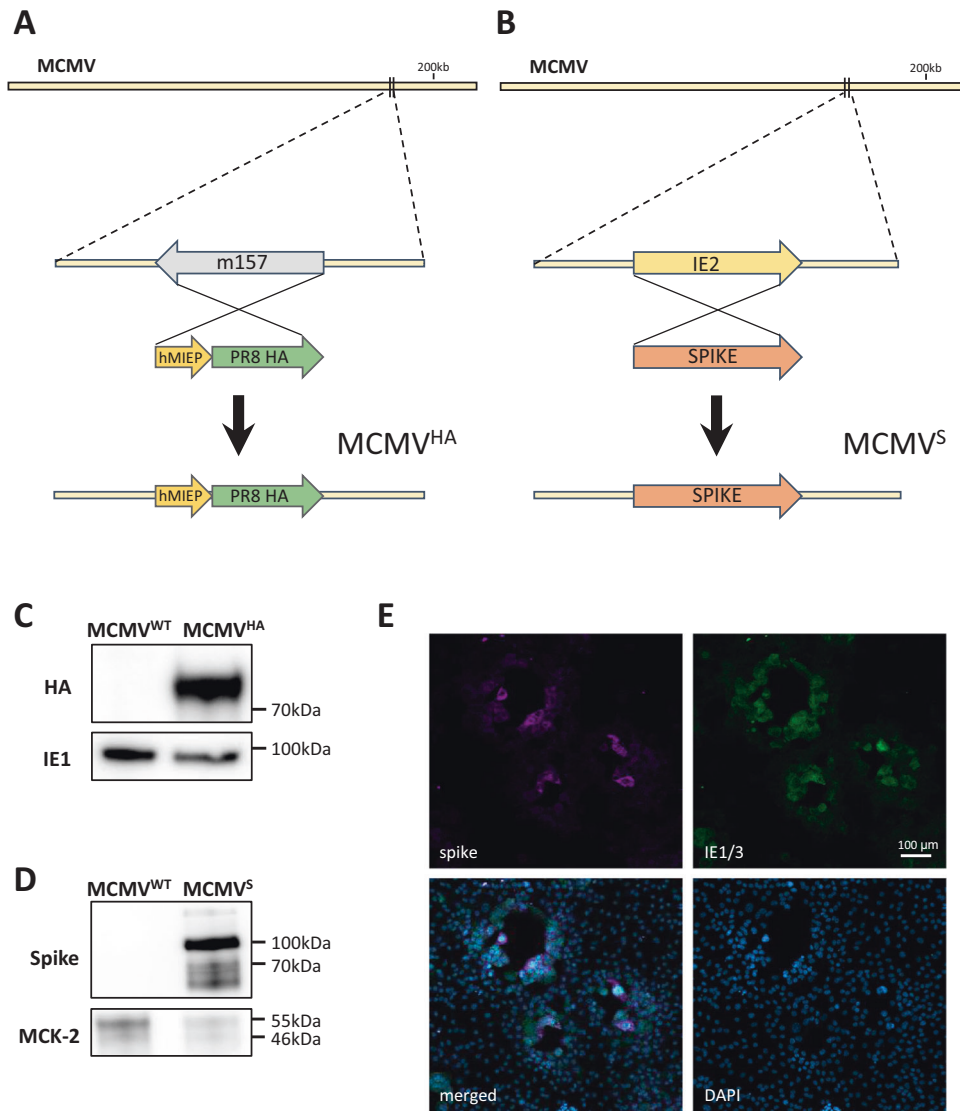 A
MCMV
200kb
m157
hMIEP
PR8 HA
MCMVᴴᴬ
hMIEP
PR8 HA
B
MCMV
200kb
IE2
SPIKE
MCMVˢ
SPIKE
C
MCMVᵂᵀ MCMVᴴᴬ
HA
70kDa
IE1
100kDa
D
MCMVᵂᵀ MCMVˢ
Spike
100kDa
70kDa
MCK-2
55kDa
46kDa
E
spike
IE1/3
100 µm
merged
DAPI